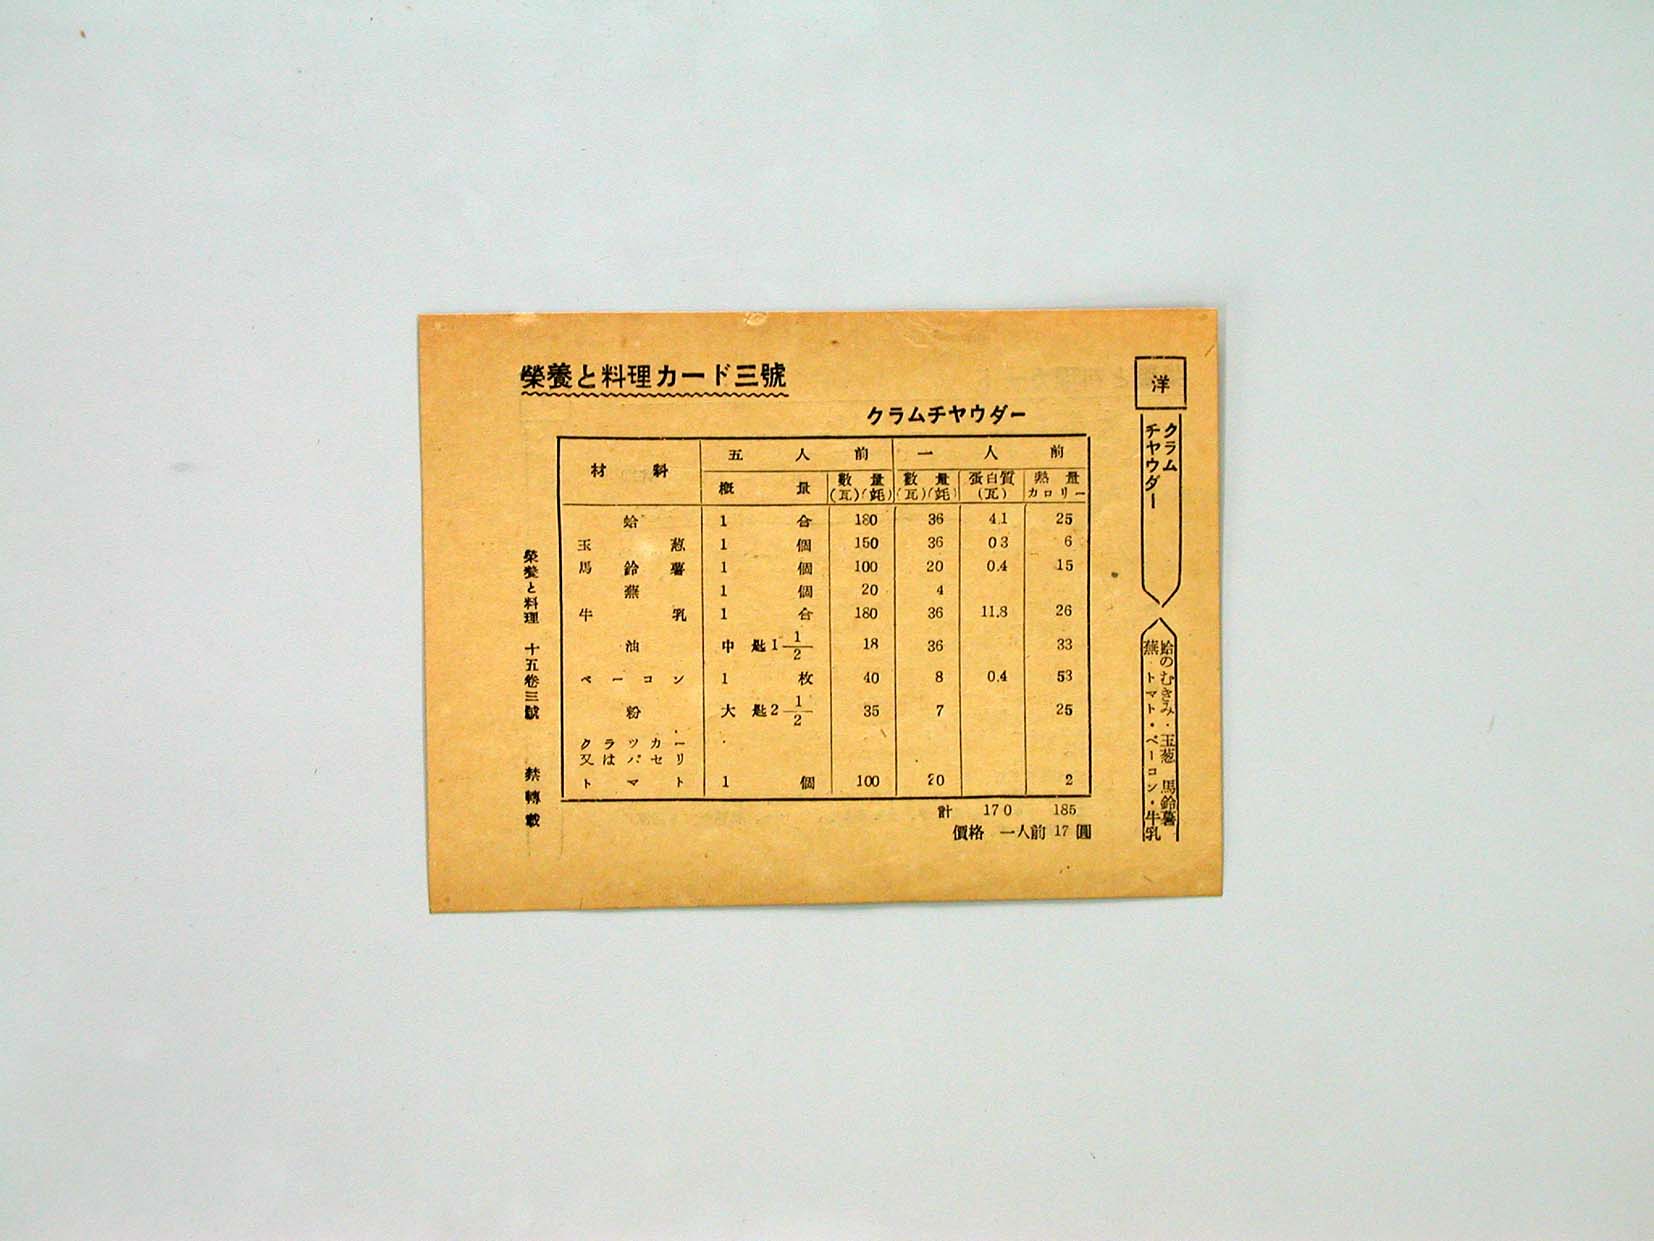 榮養と料理カード三號
クラムチヤウダー
材料 五人前 一人前
概量 數量(瓦)(竓) 數量(瓦)(竓) 蛋白質(瓦) 熱量カロリー
蛤 1合 180 36 4.1 25
玉葱 1個 150 36 03 6
馬鈴薯 1個 100 20 0.4 15
蕪 1個 20 4
牛乳 1合 180 36 11.8 26
油 中匙1 1/2 18 36 33
ベーコン 1枚 40 8 0.4 53
粉 大匙2 1/2 35 7 25
クラツカー
又はパセリ
トマト 1個 100 20 2
計 170 185
價格 一人前 17圓
洋
クラム
チヤウダー
蛤のむきみ・玉葱 馬鈴薯
蕪・トマト・ベーコン・牛乳
榮養と料理 十五卷三號 禁轉載